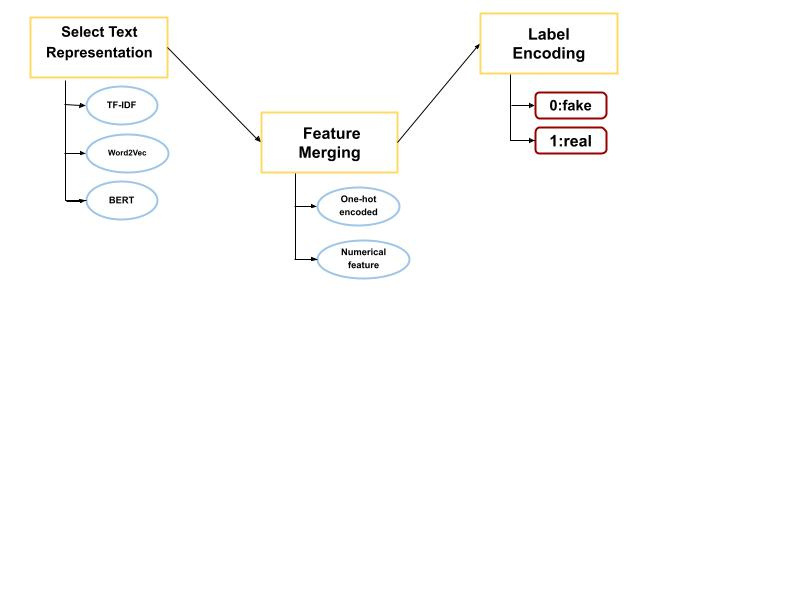 Select Text
Representation
TF-IDF
Word2Vec
BERT
Feature
Merging
One-hot
encoded
Numerical
feature
Label
Encoding
0:fake
1:real